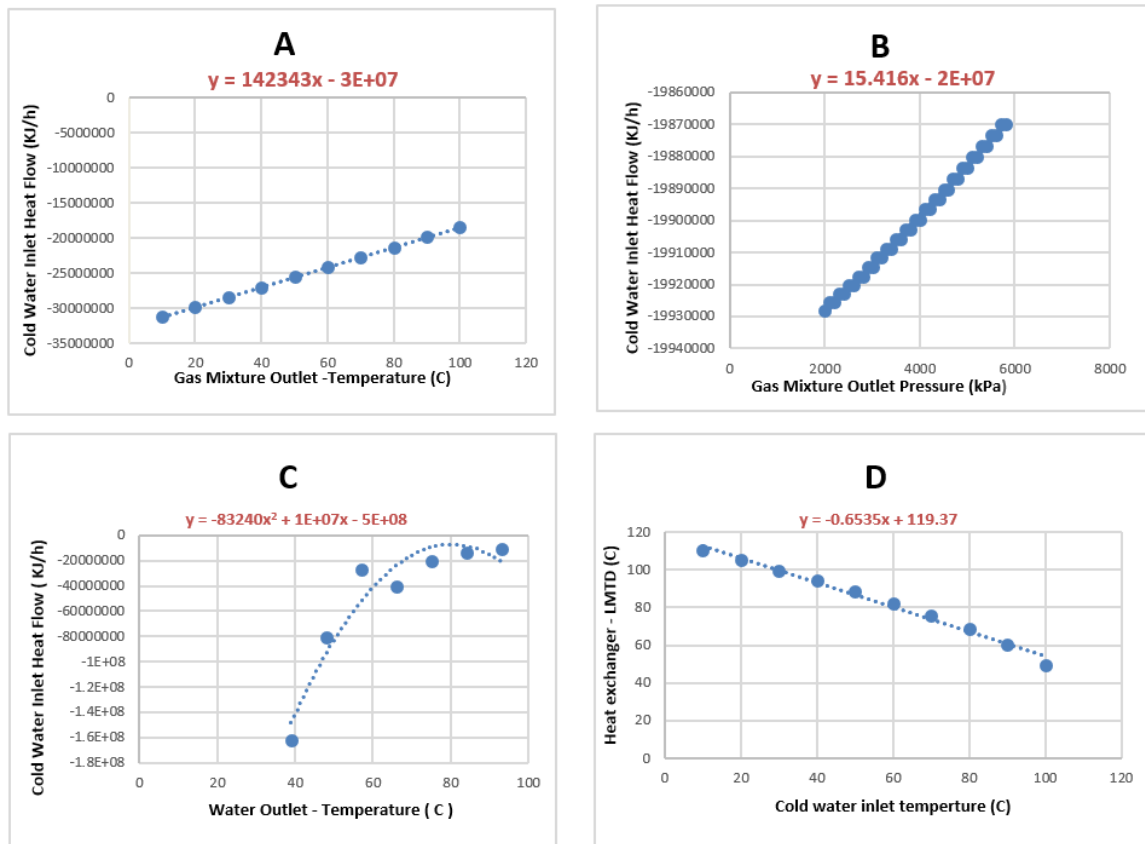 A
y = 142343x - 3E+07
Cold Water Inlet Heat Flow (KJ/h)
0
-5000000
-10000000
-15000000
-20000000
-25000000
-30000000
-35000000
0 20 40 60 80 100 120
Gas Mixture Outlet -Temperature (C)
B
y = 15.416x - 2E+07
Cold Water Inlet Heat Flow (KJ/h)
-19860000
-19870000
-19880000
-19890000
-19900000
-19910000
-19920000
-19930000
-19940000
0 2000 4000 6000 8000
Gas Mixture Outlet Pressure (kPa)
C
y = -83240x² + 1E+07x - 5E+08
Cold Water Inlet Heat Flow ( KJ/h)
0
-20000000
-40000000
-60000000
-80000000
-1E+08
-1.2E+08
-1.4E+08
-1.6E+08
-1.8E+08
0 20 40 60 80 100
Water Outlet - Temperature ( C )
D
y = -0.6535x + 119.37
Heat exchanger - LMTD (C)
120
100
80
60
40
20
0
0 20 40 60 80 100 120
Cold water inlet temperture (C)